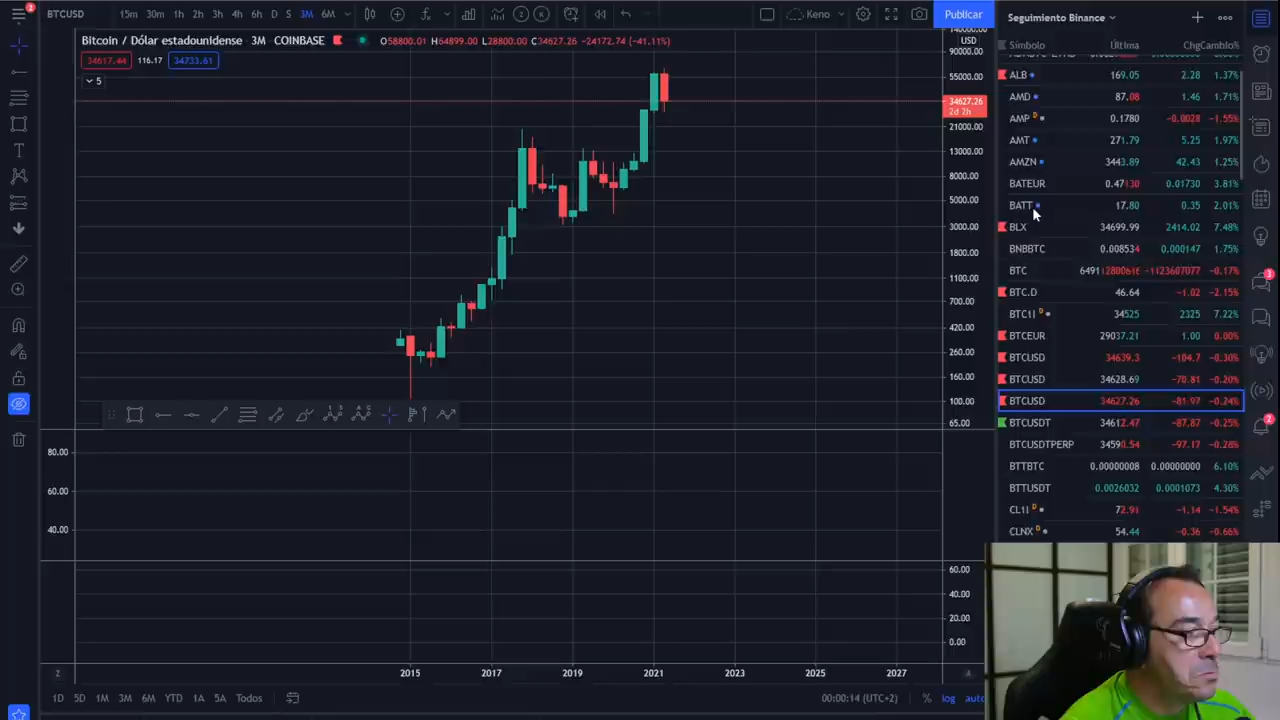 2 BTCUSD 15m 30m 1h 2h 3h 4h 6h D S 3M 6M Keno Publicar
Bitcoin / Dólar estadounidense · 3M COINBASE O58800.01 H64899.00 L28800.00 C34627.26 −24172.74 (−41.11%)
34617.44 116.17 34733.61
5
USD
90000.00
55000.00
34627.26
2d 2h
21000.00
13000.00
8000.00
5000.00
3000.00
1800.00
1100.00
700.00
420.00
260.00
160.00
100.00
65.00
80.00
60.00
40.00
60.00
40.00
20.00
0.00
2015 2017 2019 2021 2023 2025 2027
1D 5D 1M 3M 6M YTD 1A 5A Todos 00:00:14 (UTC+2) % log auto
Seguimiento Binance
Símbolo Última Chg Cambio%
ALB 169.05 2.28 1.37%
AMD 87.08 1.46 1.71%
AMP D 0.1780 −0.0028 −1.55%
AMT 271.79 5.25 1.97%
AMZN 3443.89 42.43 1.25%
BATEUR 0.47130 0.01730 3.81%
BATT 17.80 0.35 2.01%
BLX 34699.99 2414.02 7.48%
BNBBTC 0.008534 0.000147 1.75%
BTC −0.17%
BTC.D 46.64 −1.02 −2.15%
BTC1! D 34525 2325 7.22%
BTCEUR 29037.21 1.00 0.00%
BTCUSD 34639.3 −104.7 −0.30%
BTCUSD 34628.69 −70.81 −0.20%
BTCUSD 34627.26 −81.97 −0.24%
BTCUSDT 34612.47 −87.87 −0.25%
BTCUSDTPERP 34590.54 −97.17 −0.28%
BTTBTC 0.00000008 0.00000000 6.10%
BTTUSDT 0.0026032 0.0001073 4.30%
CL1! D 72.91 −1.14 −1.54%
CLNX D 54.44 −0.36 −0.66%
3
2